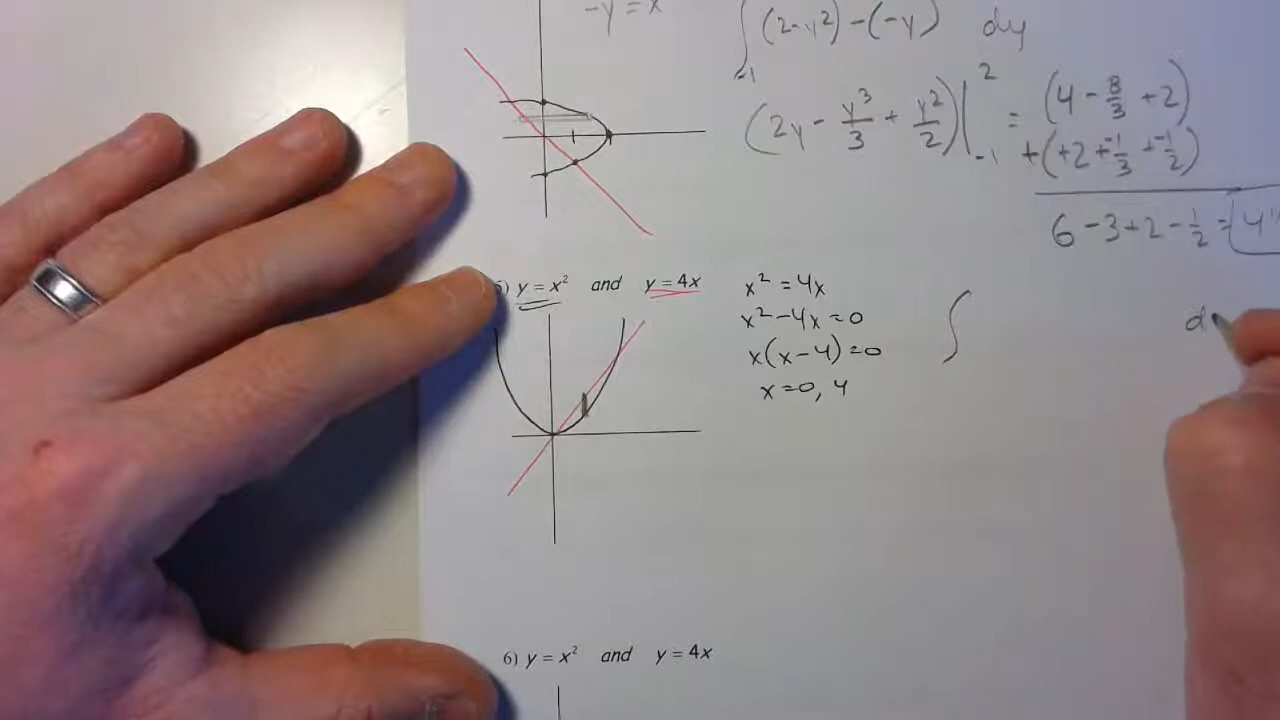 -y = x
∫₋₁ (2-y²) - (-y) dy
(2y - y³/3 + y²/2) |₋₁² = (4 - 8/3 + 2)
+(+2 + -1/3 + -1/2)
6 - 3 + 2 - 1/2 = 4
5) y = x² and y = 4x
x² = 4x
x² - 4x = 0
x(x - 4) = 0
x = 0, 4
∫ d
6) y = x² and y = 4x